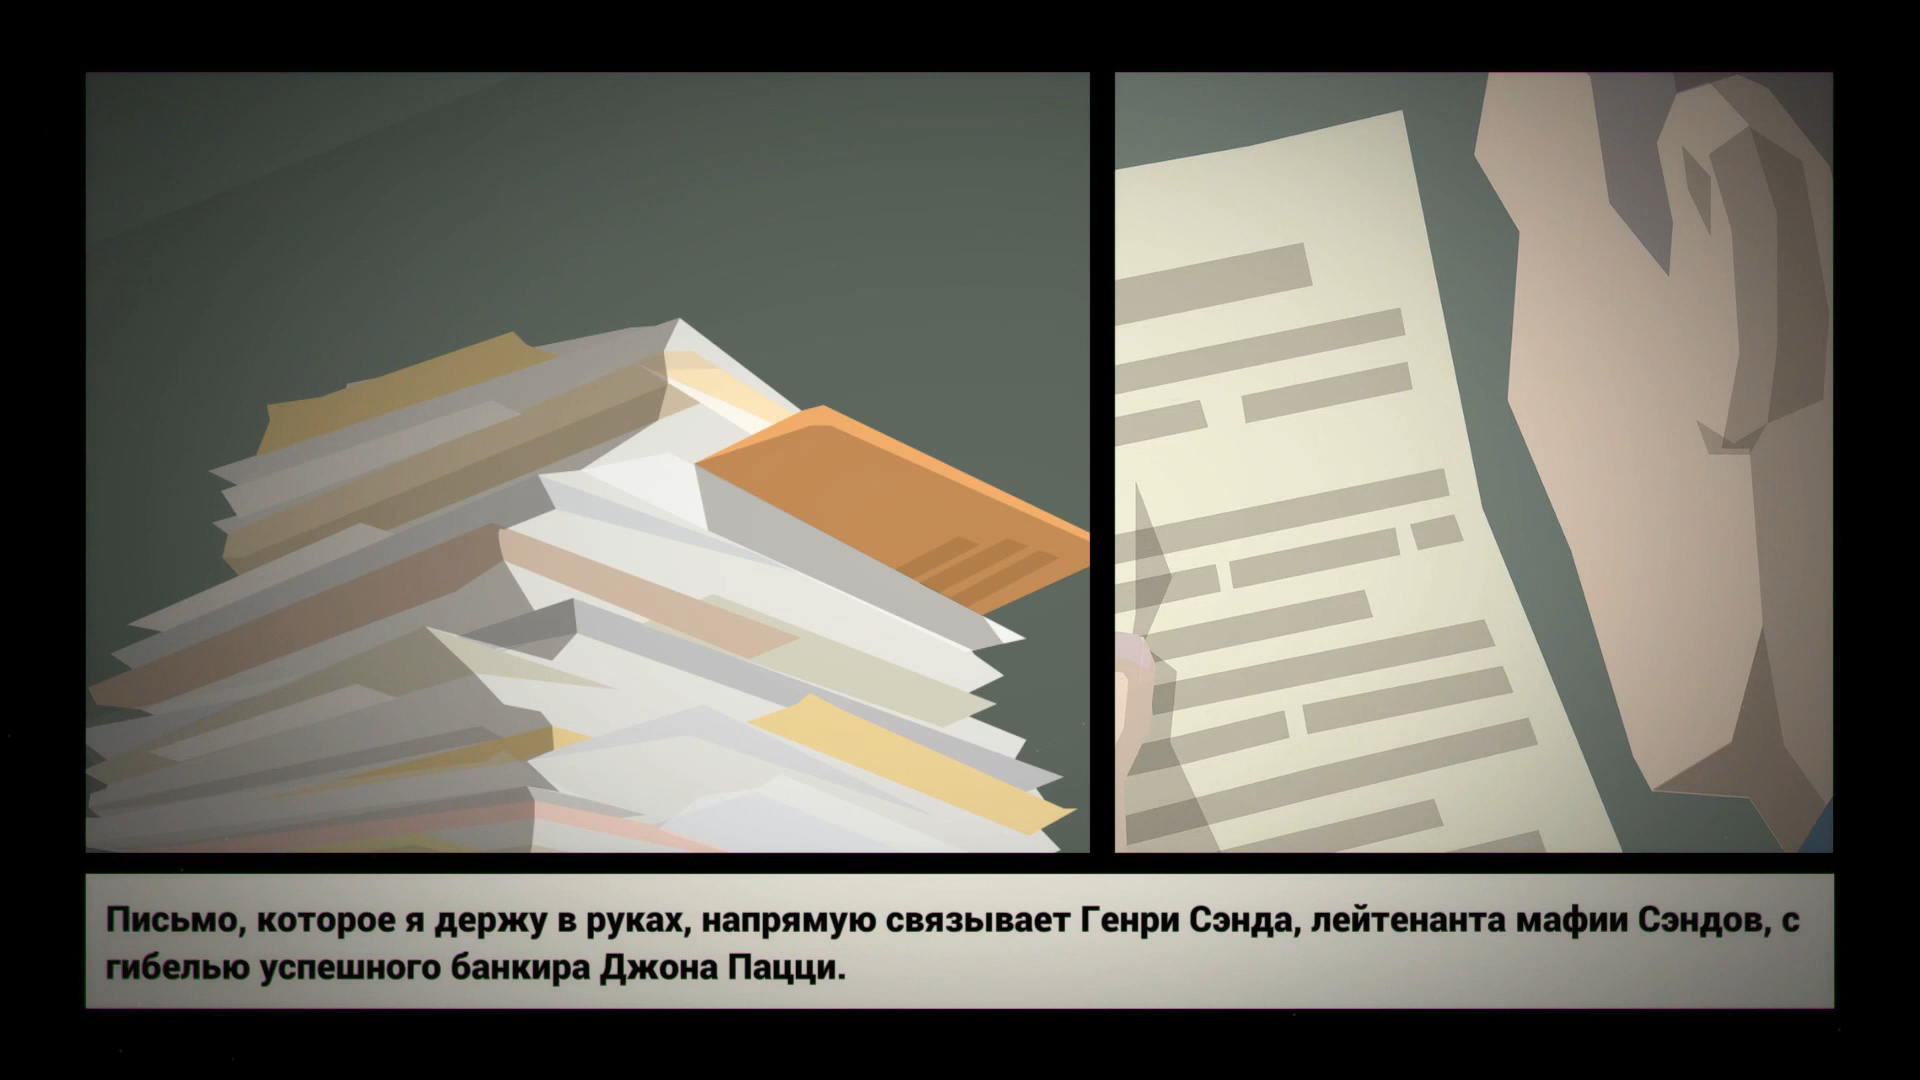 Письмо, которое я держу в руках, напрямую связывает Генри Сэнда, лейтенанта мафии Сэндов, с
гибелью успешного банкира Джона Пацци.